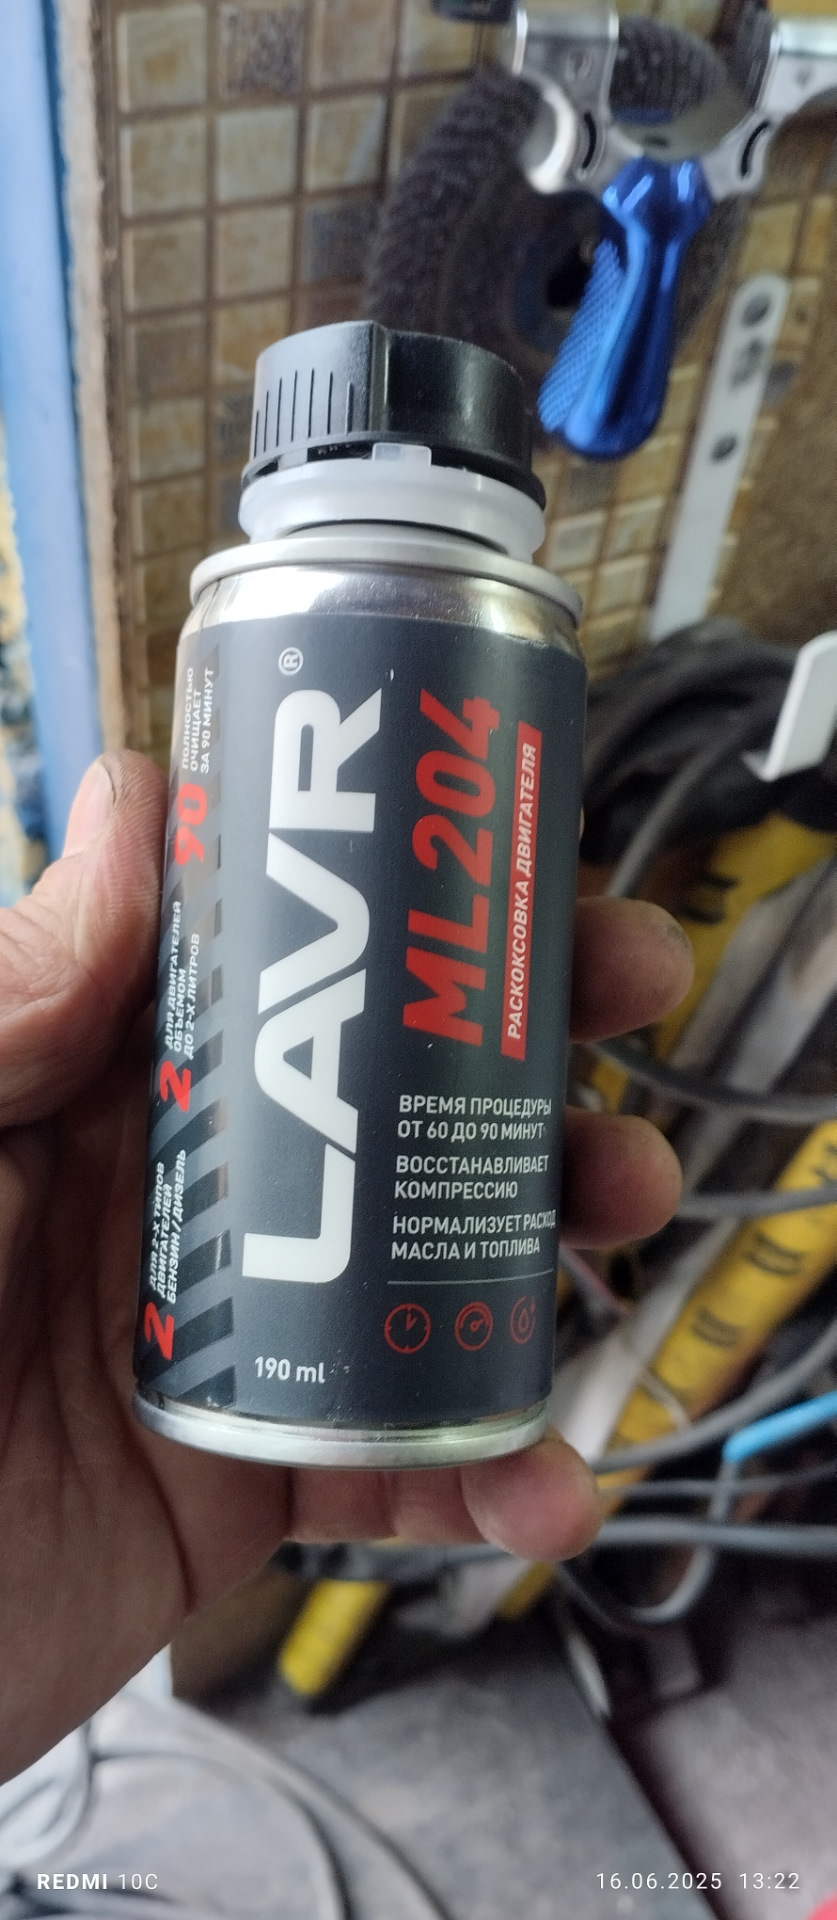 LAVR®
ML204
РАСКОКСОВКА ДВИГАТЕЛЯ
ВРЕМЯ ПРОЦЕДУРЫ
ОТ 60 ДО 90 МИНУТ
ВОССТАНАВЛИВАЕТ
КОМПРЕССИЮ
НОРМАЛИЗУЕТ РАСХОД
МАСЛА И ТОПЛИВА
190 ml
2
ДЛЯ 2-Х ТИПОВ
ДВИГАТЕЛЕЙ
БЕНЗИН / ДИЗЕЛЬ
2
ДЛЯ ДВИГАТЕЛЕЙ
ОБЪЕМОМ
ДО 2-Х ЛИТРОВ
90
ПОЛНОСТЬЮ
ОЧИЩАЕТ
ЗА 90 МИНУТ
REDMI 10C
16.06.2025 13:22